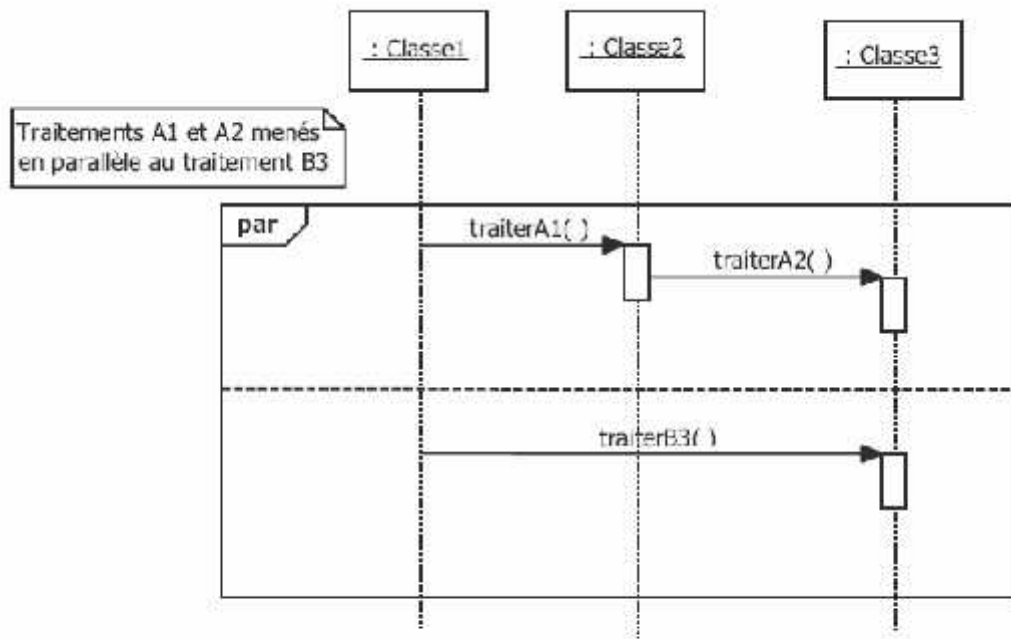 : Classe1
: Classe2
: Classe3
Traitements A1 et A2 menés
en parallèle au traitement B3
par
traiterA1( )
traiterA2( )
traiterB3( )